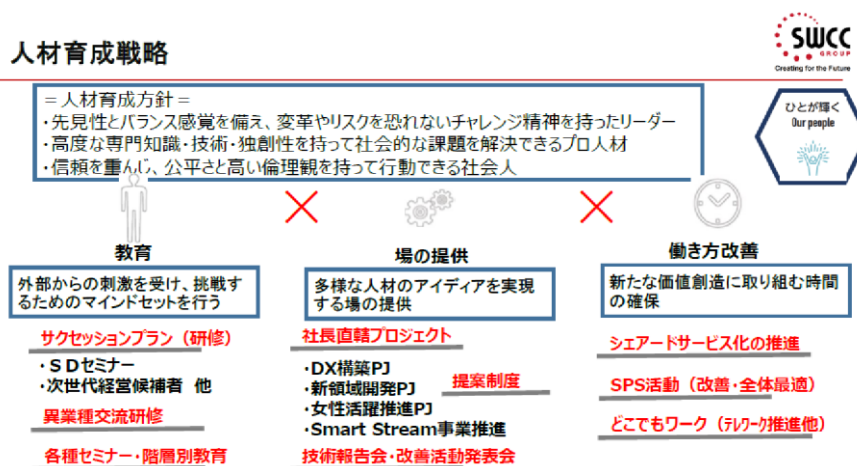 人材育成戦略
SWCC
GROUP
Creating for the Future
＝人材育成方針＝
・先見性とバランス感覚を備え、変革やリスクを恐れないチャレンジ精神を持ったリーダー
・高度な専門知識・技術・独創性を持って社会的な課題を解決できるプロ人材
・信頼を重んじ、公平さと高い倫理観を持って行動できる社会人
ひとが輝く
Our people
教育
外部からの刺激を受け、挑戦す
るためのマインドセットを行う
サクセッションプラン（研修）
・ＳＤセミナー
・次世代経営候補者 他
異業種交流研修
各種セミナー・階層別教育
場の提供
多様な人材のアイディアを実現
する場の提供
社長直轄プロジェクト
・DX構築PJ
・新領域開発PJ
・女性活躍推進PJ
・Smart Stream事業推進
提案制度
技術報告会・改善活動発表会
働き方改善
新たな価値創造に取り組む時間
の確保
シェアードサービス化の推進
SPS活動（改善・全体最適）
どこでもワーク（ﾃﾚﾜｰｸ推進他）